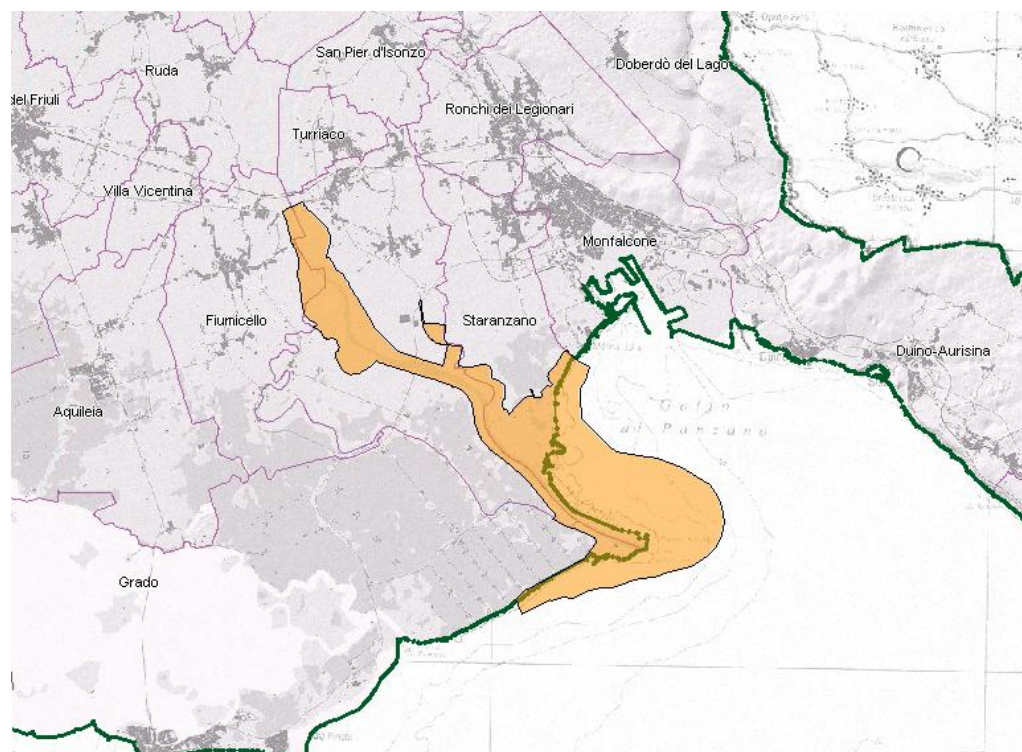 San Pier d'Isonzo
Ruda
Doberdò del Lago
del Friuli
Ronchi dei Legionari
Turriaco
Villa Vicentina
Monfalcone
Fiumicello
Staranzano
Duino-Aurisina
Golfo
di Panzano
Aquileia
Grado